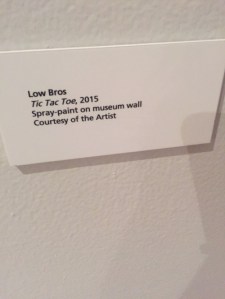 Low Bros
Tic Tac Toe, 2015
Spray-paint on museum wall
Courtesy of the Artist